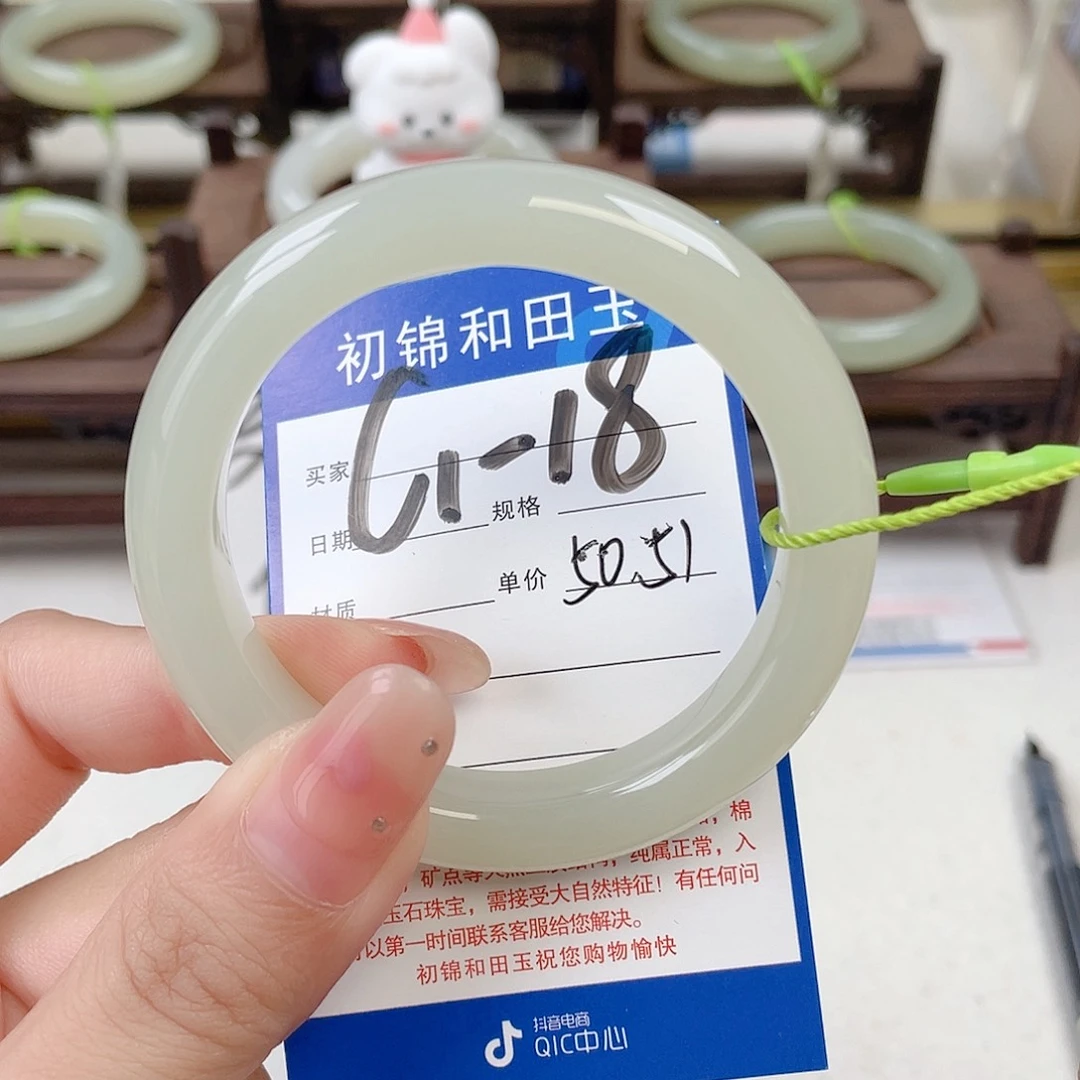 初锦和田玉
买家 C1-18
日期 规格
单价 50.51
材质
棉
矿点等天然 纯属正常，入
玉石珠宝，需接受大自然特征！有任何问
以第一时间联系客服给您解决。
初锦和田玉祝您购物愉快
抖音电商
QIC中心